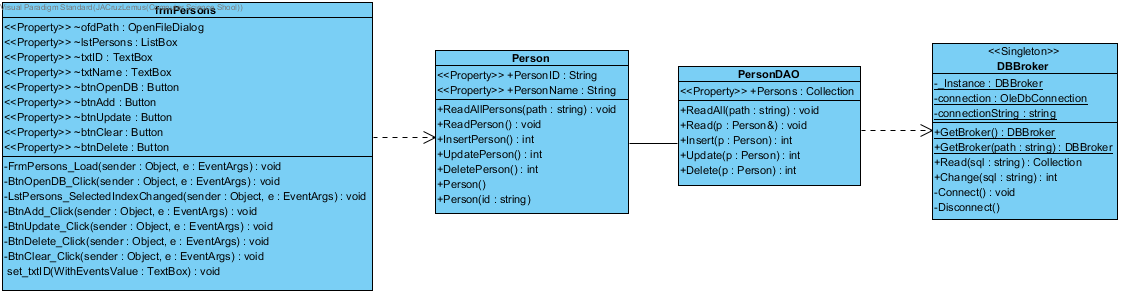 Visual Paradigm Standard(JACruzLemus(
frmPersons
<<Property>> ~ofdPath : OpenFileDialog
<<Property>> ~lstPersons : ListBox
<<Property>> ~txtID : TextBox
<<Property>> ~txtName : TextBox
<<Property>> ~btnOpenDB : Button
<<Property>> ~btnAdd : Button
<<Property>> ~btnUpdate : Button
<<Property>> ~btnClear : Button
<<Property>> ~btnDelete : Button
-FrmPersons_Load(sender : Object, e : EventArgs) : void
-BtnOpenDB_Click(sender : Object, e : EventArgs) : void
-LstPersons_SelectedIndexChanged(sender : Object, e : EventArgs) : void
-BtnAdd_Click(sender : Object, e : EventArgs) : void
-BtnUpdate_Click(sender : Object, e : EventArgs) : void
-BtnDelete_Click(sender : Object, e : EventArgs) : void
-BtnClear_Click(sender : Object, e : EventArgs) : void
set_txtID(WithEventsValue : TextBox) : void
Person
<<Property>> +PersonID : String
<<Property>> +PersonName : String
+ReadAllPersons(path : string) : void
+ReadPerson() : void
+InsertPerson() : int
+UpdatePerson() : int
+DeletePerson() : int
+Person()
+Person(id : string)
PersonDAO
<<Property>> +Persons : Collection
+ReadAll(path : string) : void
+Read(p : Person&) : void
+Insert(p : Person) : int
+Update(p : Person) : int
+Delete(p : Person) : int
<<Singleton>>
DBBroker
-_Instance : DBBroker
-connection : OleDbConnection
-connectionString : string
+GetBroker() : DBBroker
+GetBroker(path : string) : DBBroker
+Read(sql : string) : Collection
+Change(sql : string) : int
-Connect() : void
-Disconnect()